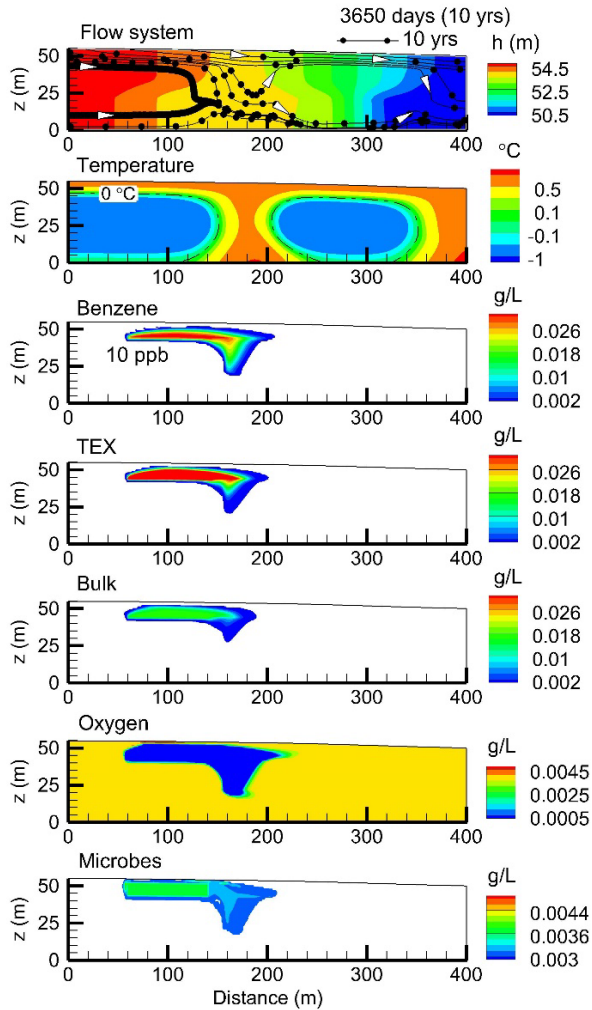 3650 days (10 yrs)
Flow system
10 yrs
h (m)
z (m)
50
25
0
0 100 200 300 400
54.5
52.5
50.5
Temperature
°C
0 °C
z (m)
50
25
0
0 100 200 300 400
0.5
0.1
-0.1
-1
Benzene
g/L
10 ppb
z (m)
50
25
0
0 100 200 300 400
0.026
0.018
0.01
0.002
TEX
g/L
z (m)
50
25
0
0 100 200 300 400
0.026
0.018
0.01
0.002
Bulk
g/L
z (m)
50
25
0
0 100 200 300 400
0.026
0.018
0.01
0.002
Oxygen
g/L
z (m)
50
25
0
0 100 200 300 400
0.0045
0.0025
0.0005
Microbes
g/L
z (m)
50
25
0
0 100 200 300 400
0.0044
0.0036
0.003
Distance (m)